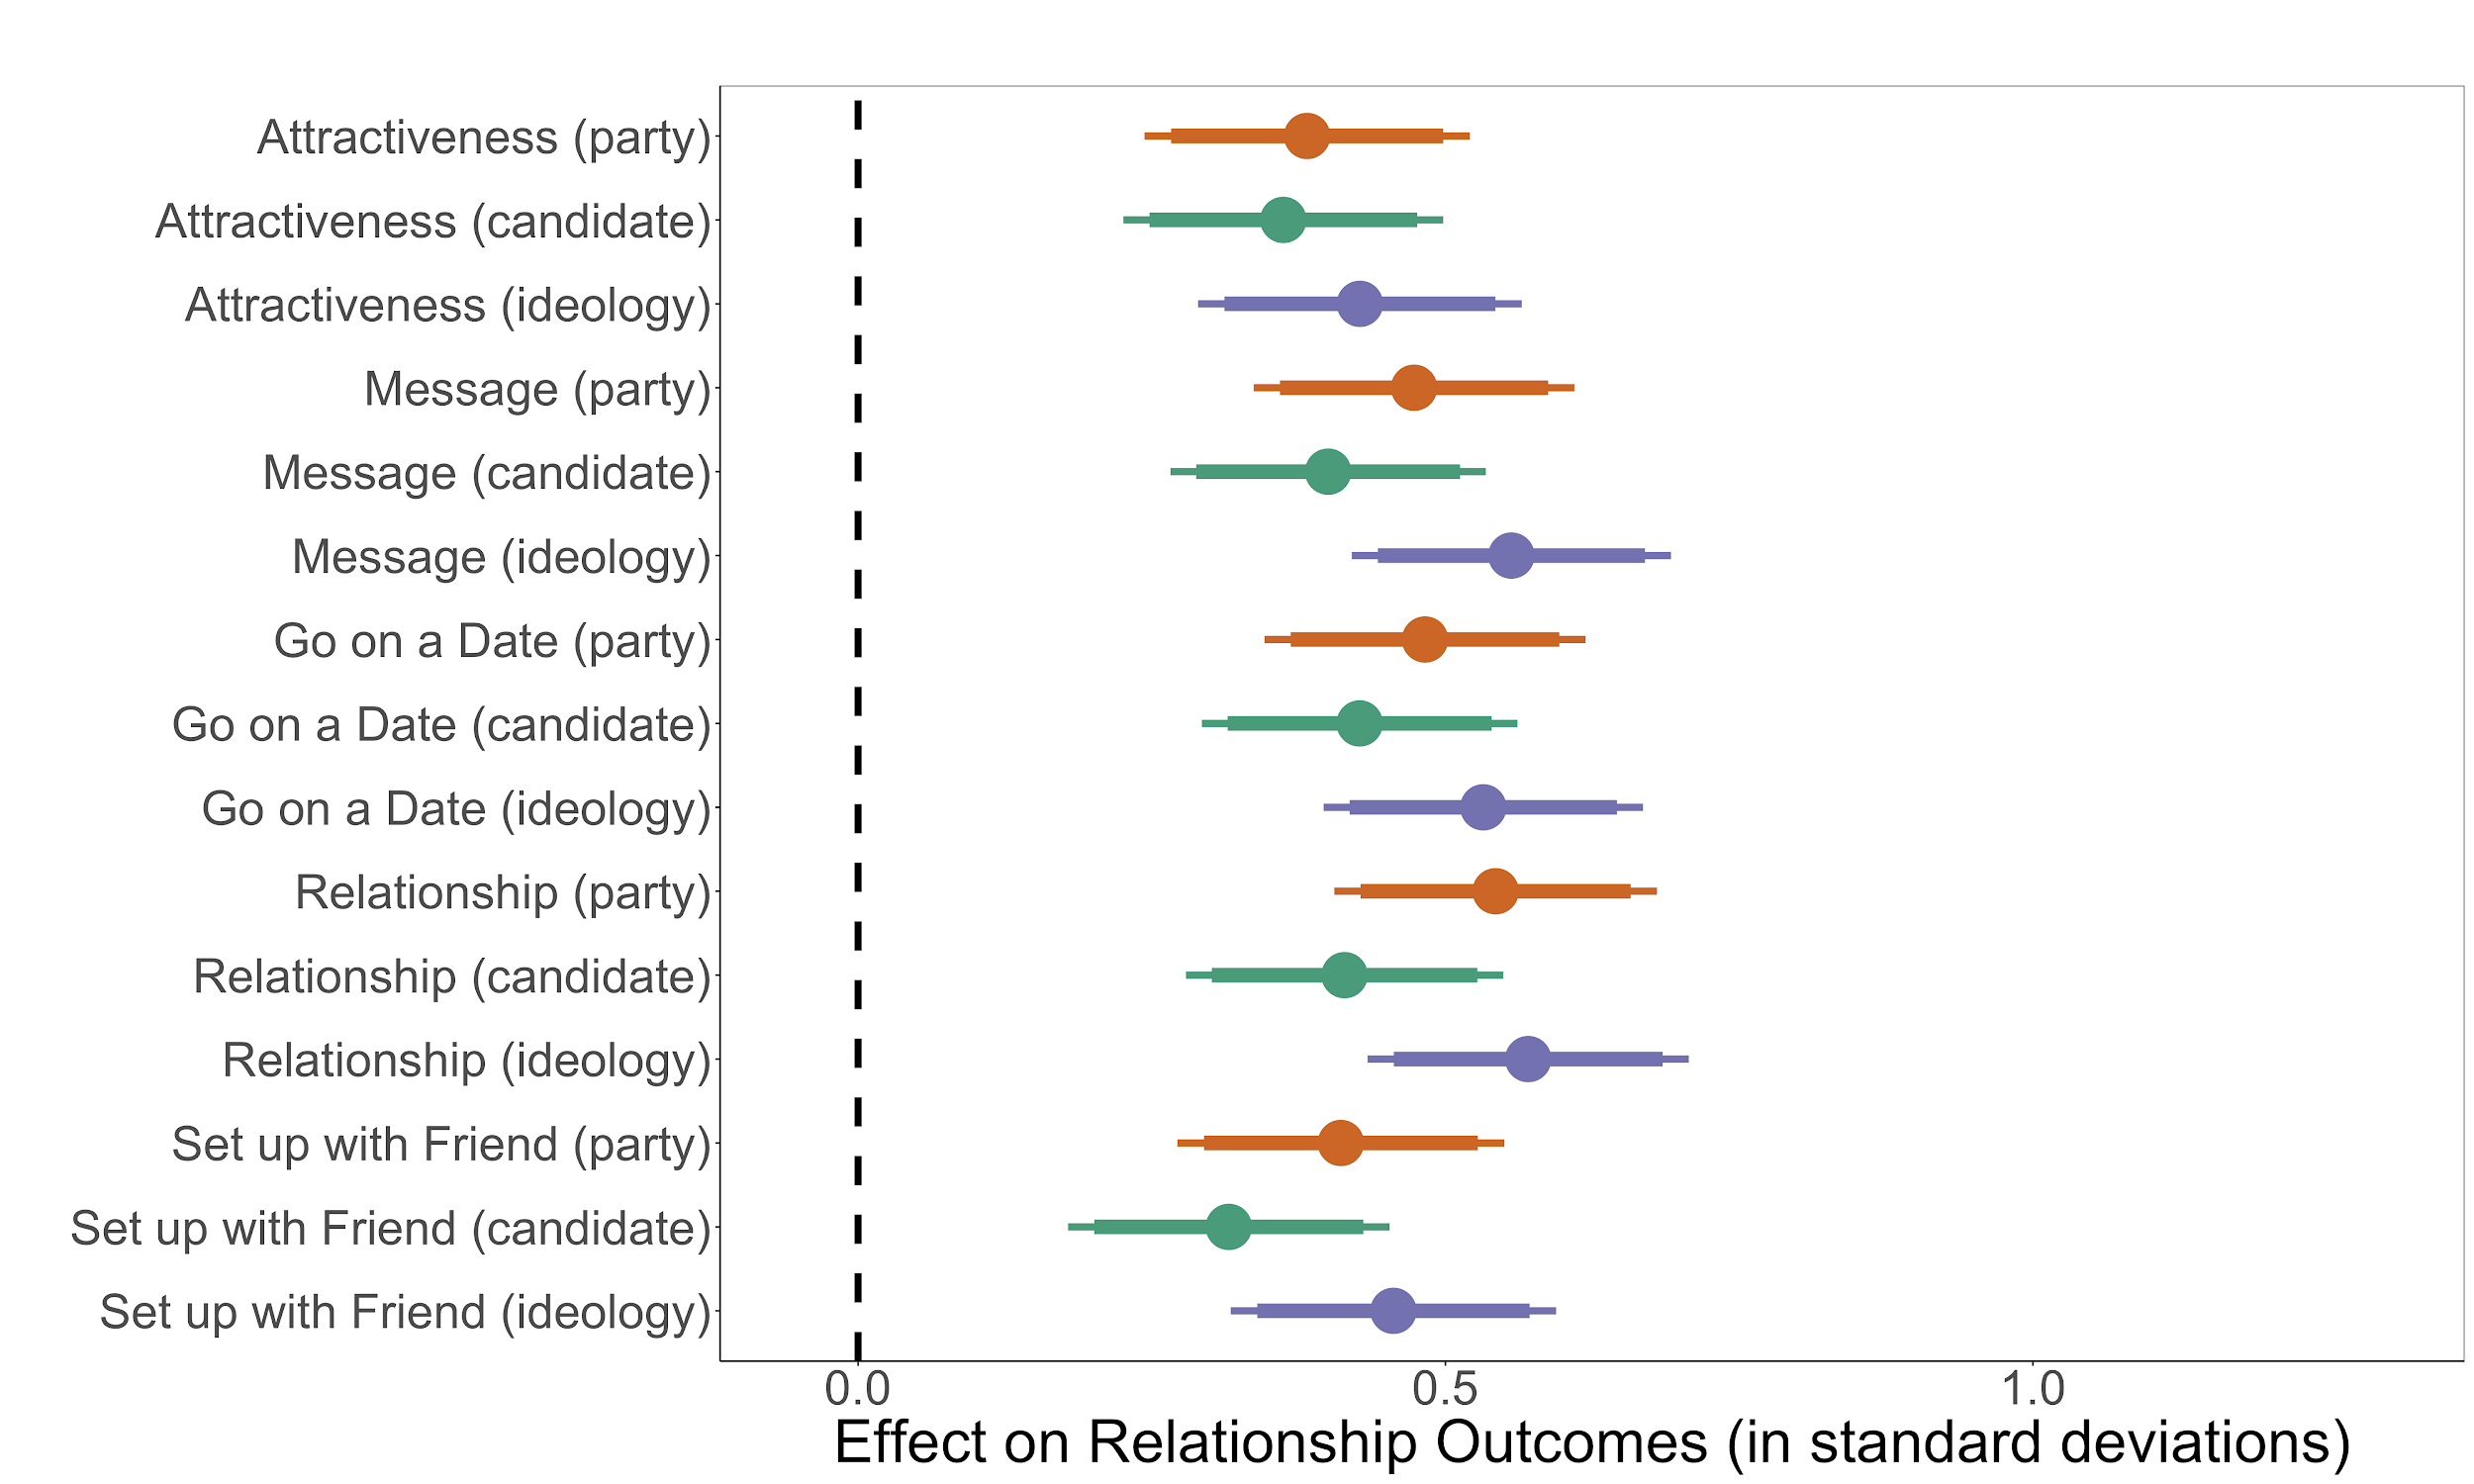 Attractiveness (party)
Attractiveness (candidate)
Attractiveness (ideology)
Message (party)
Message (candidate)
Message (ideology)
Go on a Date (party)
Go on a Date (candidate)
Go on a Date (ideology)
Relationship (party)
Relationship (candidate)
Relationship (ideology)
Set up with Friend (party)
Set up with Friend (candidate)
Set up with Friend (ideology)
0.0 0.5 1.0
Effect on Relationship Outcomes (in standard deviations)